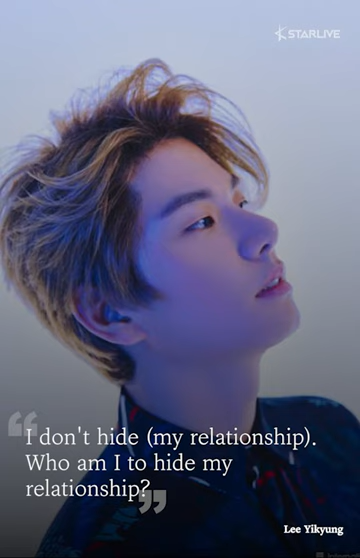 STARLIVE
“I don't hide (my relationship).
Who am I to hide my
relationship?”
Lee Yikyung